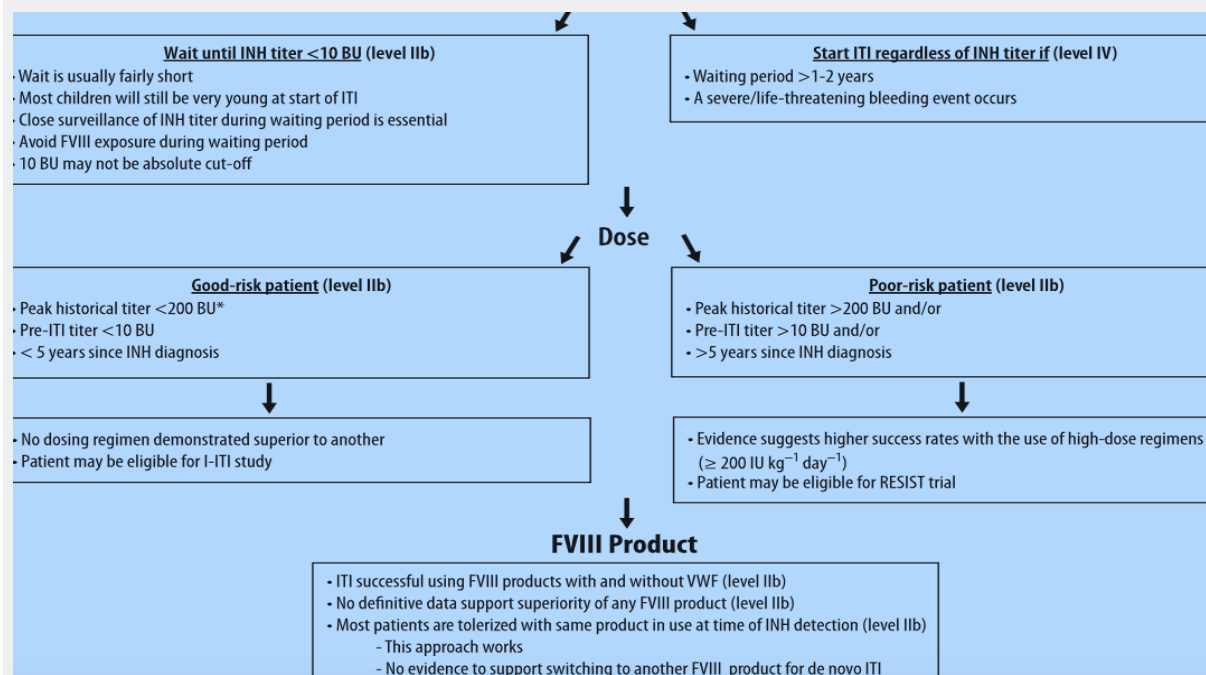 Wait until INH titer <10 BU (level IIb)
· Wait is usually fairly short
· Most children will still be very young at start of ITI
· Close surveillance of INH titer during waiting period is essential
· Avoid FVIII exposure during waiting period
· 10 BU may not be absolute cut-off
Start ITI regardless of INH titer if (level IV)
• Waiting period >1-2 years
• A severe/life-threatening bleeding event occurs
Dose
Good-risk patient (level IIb)
· Peak historical titer <200 BU*
· Pre-ITI titer <10 BU
· < 5 years since INH diagnosis
Poor-risk patient (level IIb)
• Peak historical titer >200 BU and/or
• Pre-ITI titer >10 BU and/or
• >5 years since INH diagnosis
· No dosing regimen demonstrated superior to another
· Patient may be eligible for I-ITI study
• Evidence suggests higher success rates with the use of high-dose regimens
(≥ 200 IU kg⁻¹ day⁻¹)
• Patient may be eligible for RESIST trial
FVIII Product
• ITI successful using FVIII products with and without VWF (level IIb)
• No definitive data support superiority of any FVIII product (level IIb)
• Most patients are tolerized with same product in use at time of INH detection (level IIb)
- This approach works
- No evidence to support switching to another FVIII product for de novo ITI